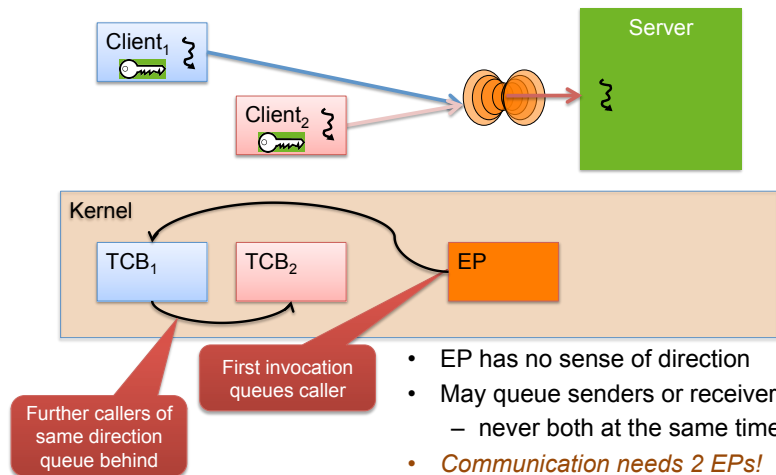 Client₁
Server
Client₂
Kernel
TCB₁
TCB₂
EP
First invocation
queues caller
Further callers of
same direction
queue behind
• EP has no sense of direction
• May queue senders or receiver
– never both at the same time
• Communication needs 2 EPs!